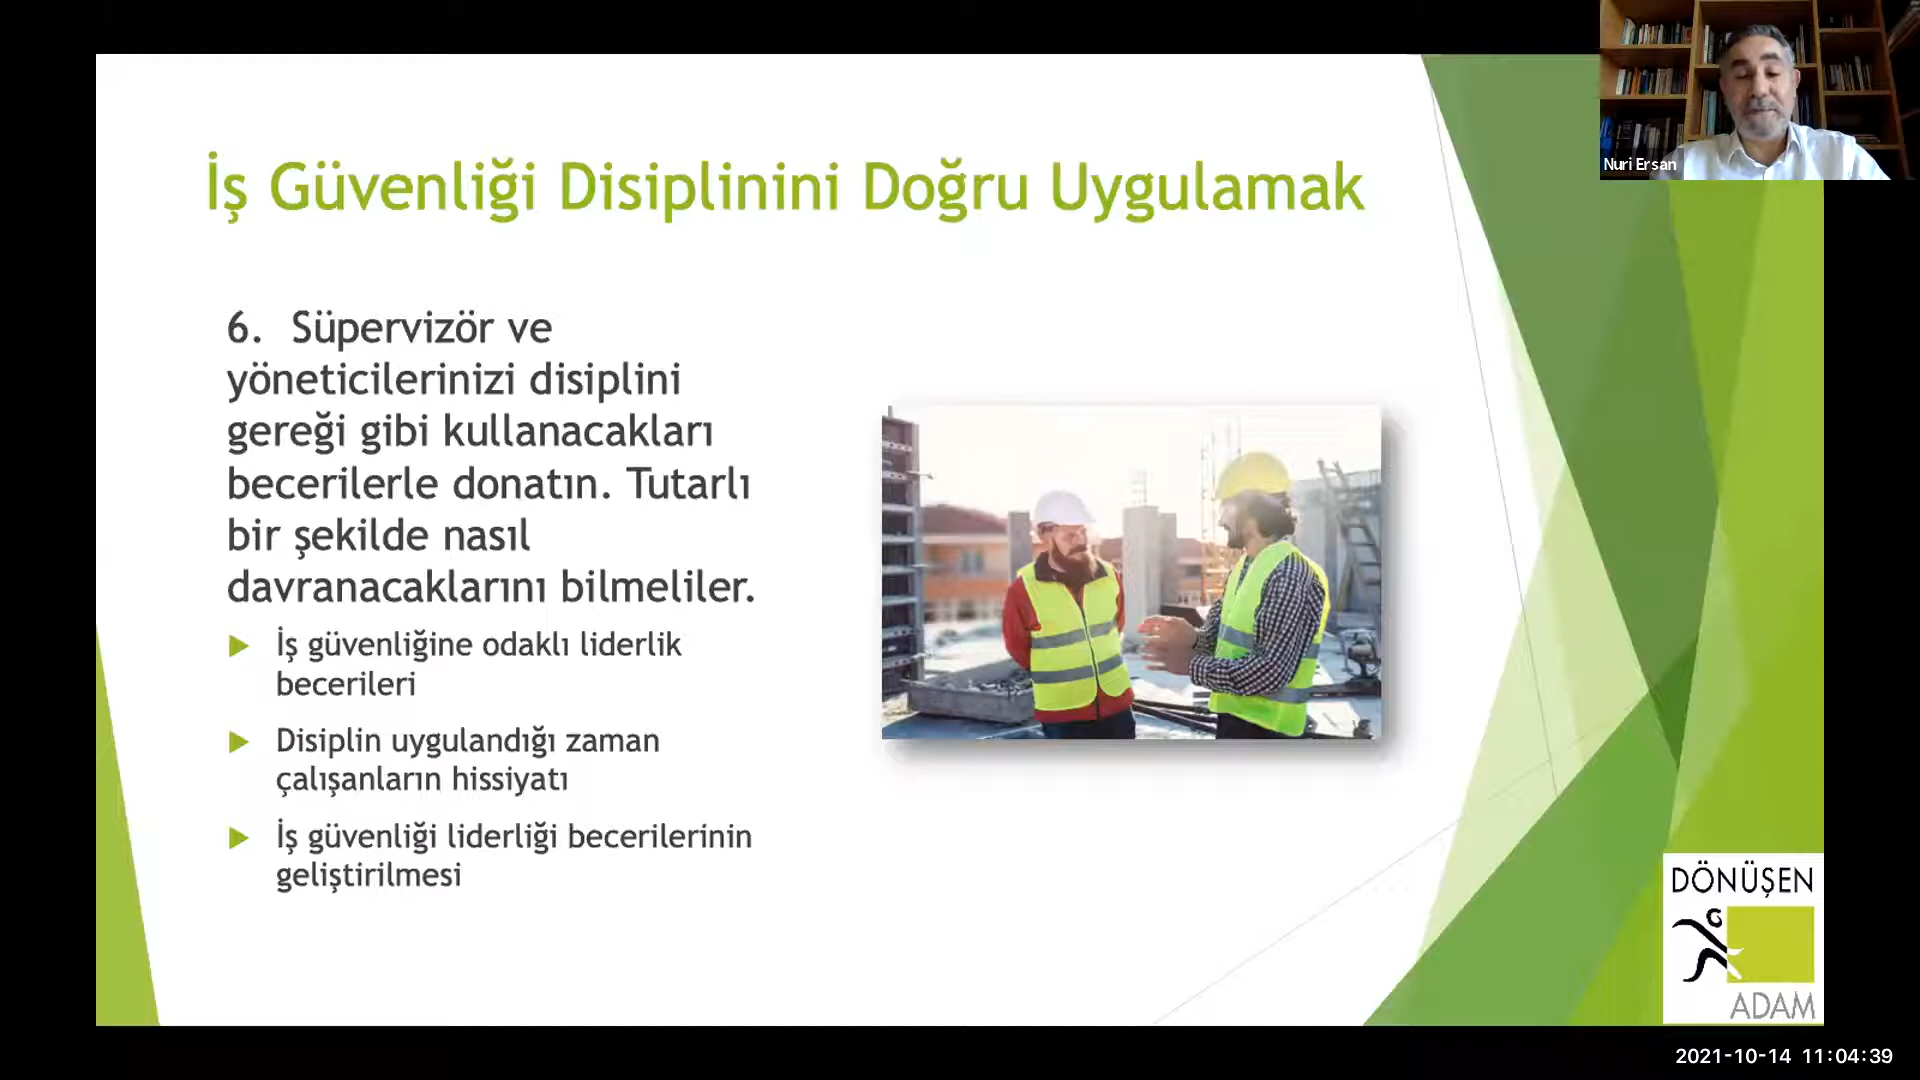 İş Güvenliği Disiplinini Doğru Uygulamak
Nuri Ersan
6. Süpervizör ve
yöneticilerinizi disiplini
gereği gibi kullanacakları
becerilerle donatın. Tutarlı
bir şekilde nasıl
davranacaklarını bilmeliler.
İş güvenliğine odaklı liderlik
becerileri
Disiplin uygulandığı zaman
çalışanların hissiyatı
İş güvenliği liderliği becerilerinin
geliştirilmesi
DÖNÜŞEN
ADAM
2021-10-14 11:04:39